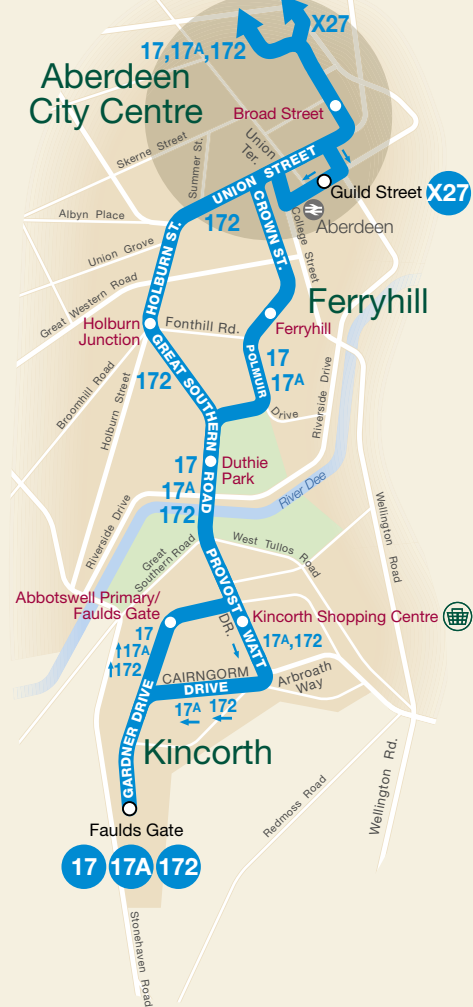 X27
17,17A,172
Aberdeen
City Centre
Broad Street
Union
Ter.
Skerne Street
Summer St.
UNION STREET
Guild Street
X27
Aberdeen
Albyn Place
172
CROWN ST.
College Street
Union Grove
HOLBURN ST.
Great Western Road
Ferryhill
Holburn
Junction
Fonthill Rd.
Ferryhill
Broomhill Road
Holburn Street
172
GREAT SOUTHERN
ROAD
POLMUIR
17
17A
Drive
Riverside Drive
17
17A
172
Duthie
Park
River Dee
Riverside Drive
Great
Southern Road
West Tullos Road
Wellington Road
PROVOST
WATT
DR.
Abbotswell Primary/
Faulds Gate
Kincorth Shopping Centre
17
17A
172
17A,172
CAIRNGORM
DRIVE
Arbroath
Way
17A
172
GARDNER DRIVE
Kincorth
Redmoss Road
Wellington Rd.
Faulds Gate
17
17A
172
Stonehaven Road